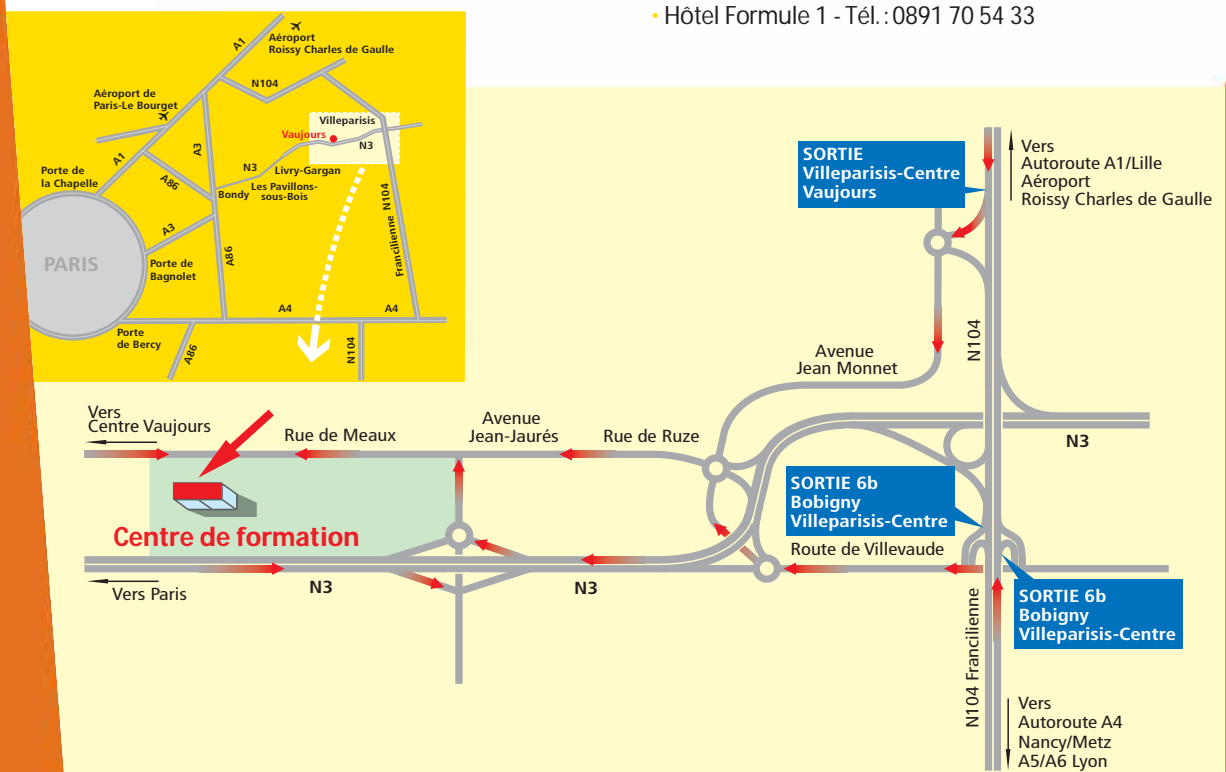 • Hôtel Formule 1 - Tél. : 0891 70 54 33
A1
Aéroport
Roissy Charles de Gaulle
N104
Aéroport de
Paris-Le Bourget
Villeparisis
Vaujours
N3
A1
A3
N3
Livry-Gargan
Porte de
la Chapelle
A86
Bondy
Les Pavillons-
sous-Bois
Francilienne N104
A3
A86
PARIS
Porte de
Bagnolet
A4
A4
Porte
de Bercy
A86
N104
SORTIE
Villeparisis-Centre
Vaujours
Vers
Autoroute A1/Lille
Aéroport
Roissy Charles de Gaulle
N104
Avenue
Jean Monnet
Vers
Centre Vaujours
Rue de Meaux
Avenue
Jean-Jaurés
Rue de Ruze
N3
SORTIE 6b
Bobigny
Villeparisis-Centre
Centre de formation
Route de Villevaude
Vers Paris
N3
N3
SORTIE 6b
Bobigny
Villeparisis-Centre
N104 Francilienne
Vers
Autoroute A4
Nancy/Metz
A5/A6 Lyon